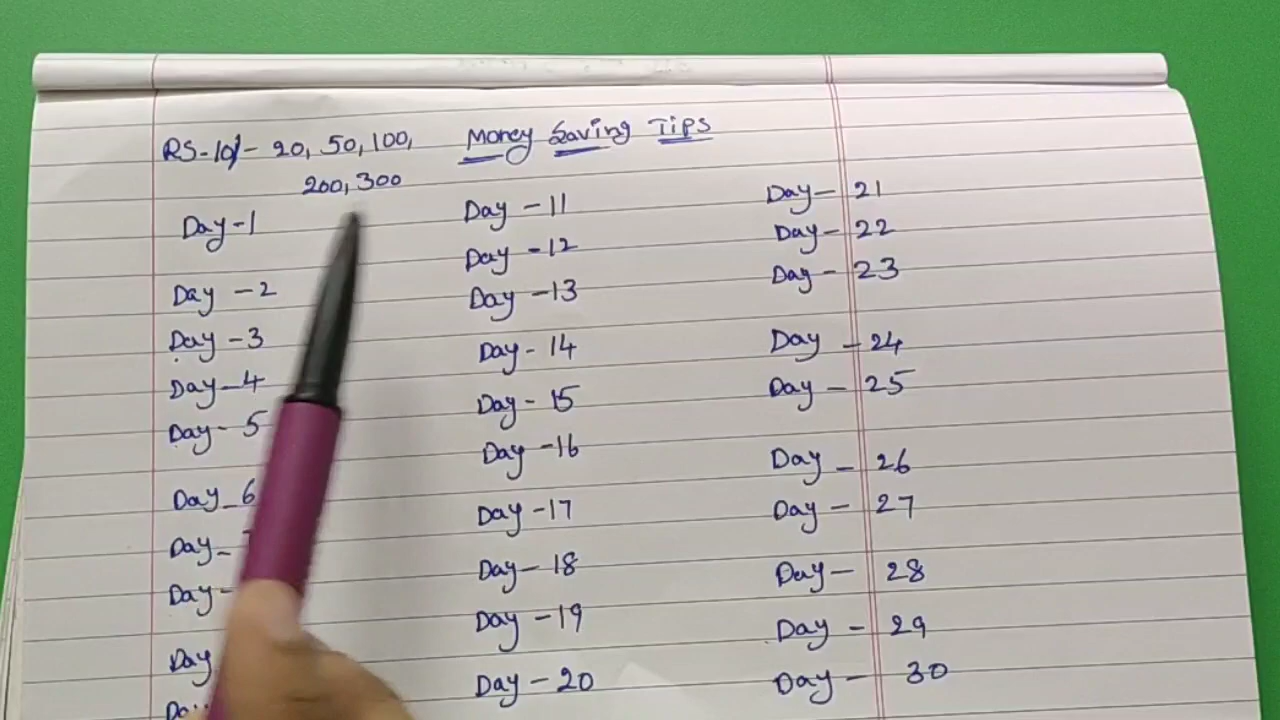 RS-10/- 20, 50, 100,
200, 300
Money Saving Tips
Day-1
Day -2
Day -3
Day-4
Day- 5
Day-6
Day-
Day-
Day
Day -11
Day -12
Day -13
Day- 14
Day- 15
Day -16
Day -17
Day- 18
Day -19
Day - 20
Day- 21
Day- 22
Day - 23
Day - 24
Day - 25
Day - 26
Day - 27
Day- 28
Day - 29
Day - 30